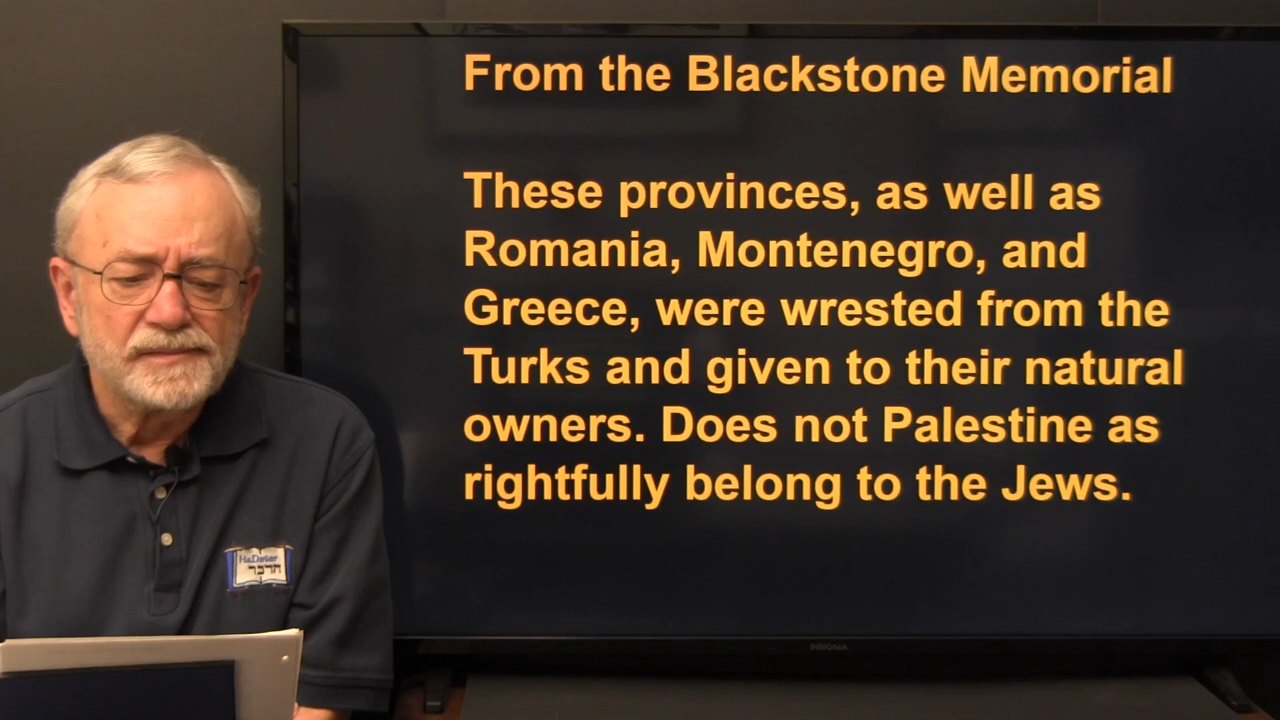 From the Blackstone Memorial
These provinces, as well as
Romania, Montenegro, and
Greece, were wrested from the
Turks and given to their natural
owners. Does not Palestine as
rightfully belong to the Jews.
HaDavar
הדבר
INSIGNIA